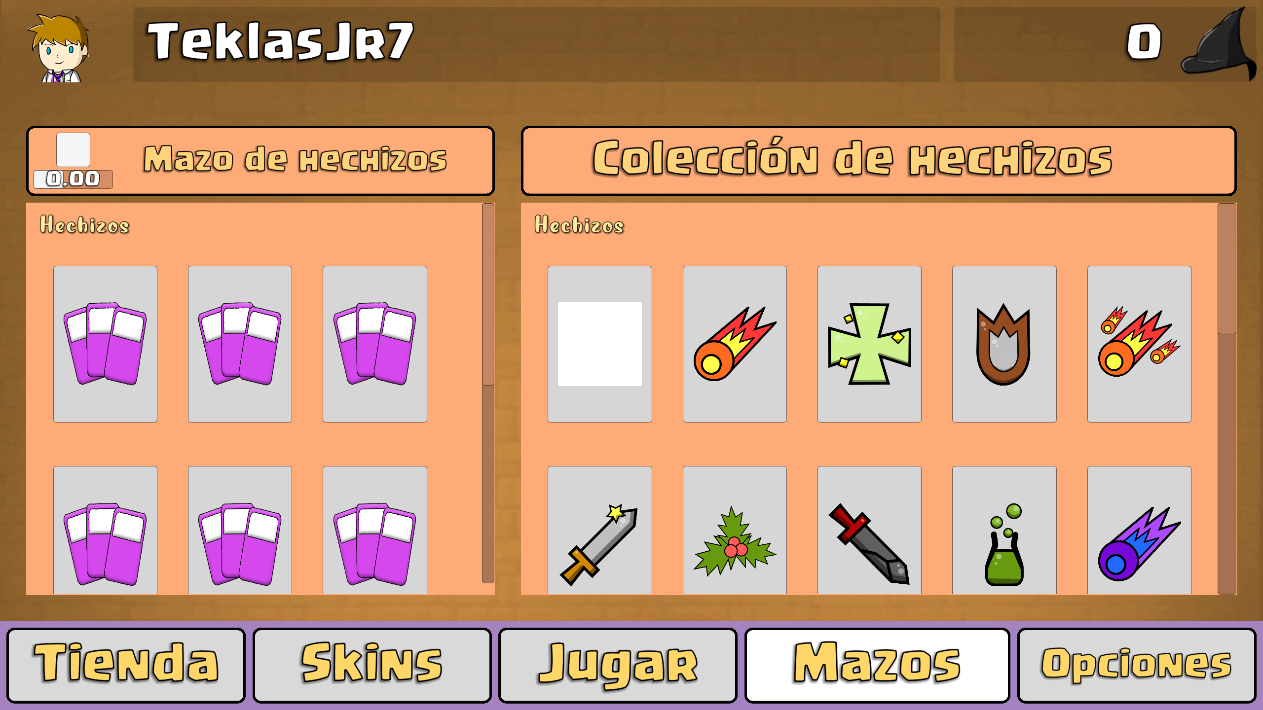 TeklasJr7
0
Mazo de hechizos
0.00
Colección de hechizos
Hechizos
Hechizos
Tienda
Skins
Jugar
Mazos
Opciones